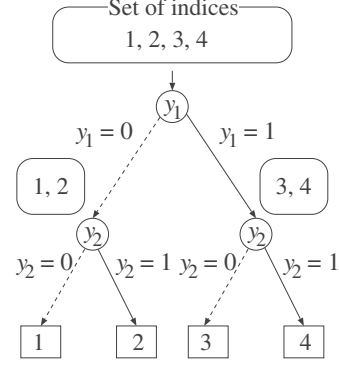 Set of indices
1, 2, 3, 4
y₁
y₁ = 0 y₁ = 1
1, 2 3, 4
y₂ y₂
y₂ = 0 y₂ = 1 y₂ = 0 y₂ = 1
1 2 3 4